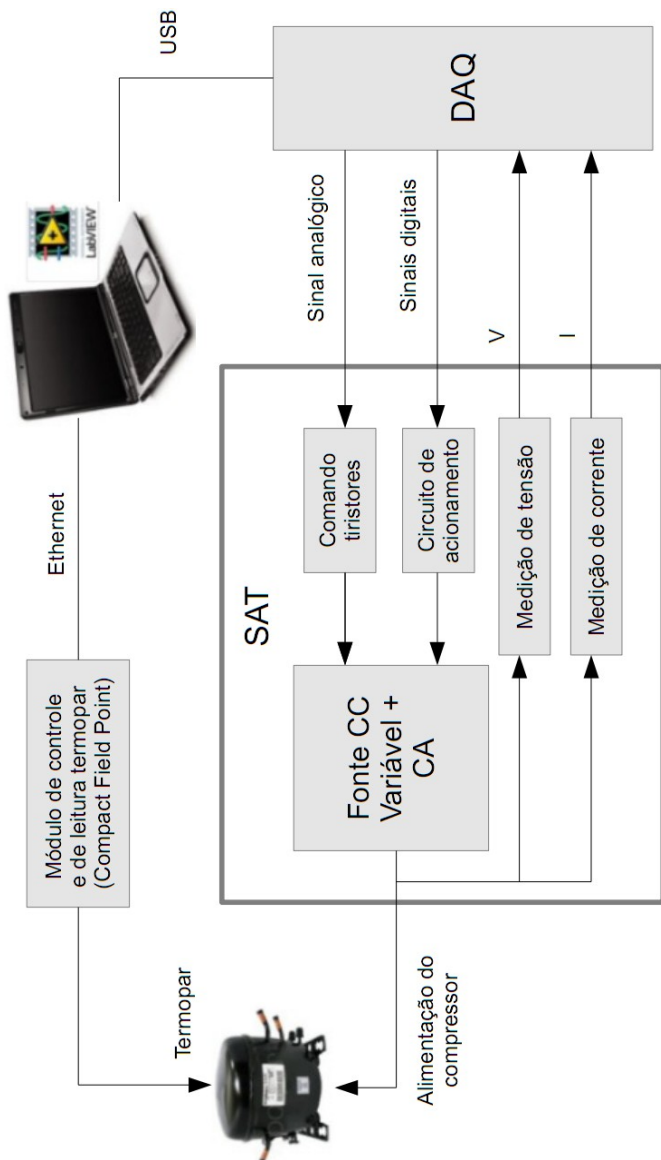 Ethernet
LabVIEW
USB
Módulo de controle
e de leitura termopar
(Compact Field Point)
Termopar
Alimentação do
compressor
SAT
Fonte CC
Variável +
CA
Comando
tiristores
Circuito de
acionamento
Medição de tensão
Medição de corrente
Sinal analógico
Sinais digitais
V
I
DAQ